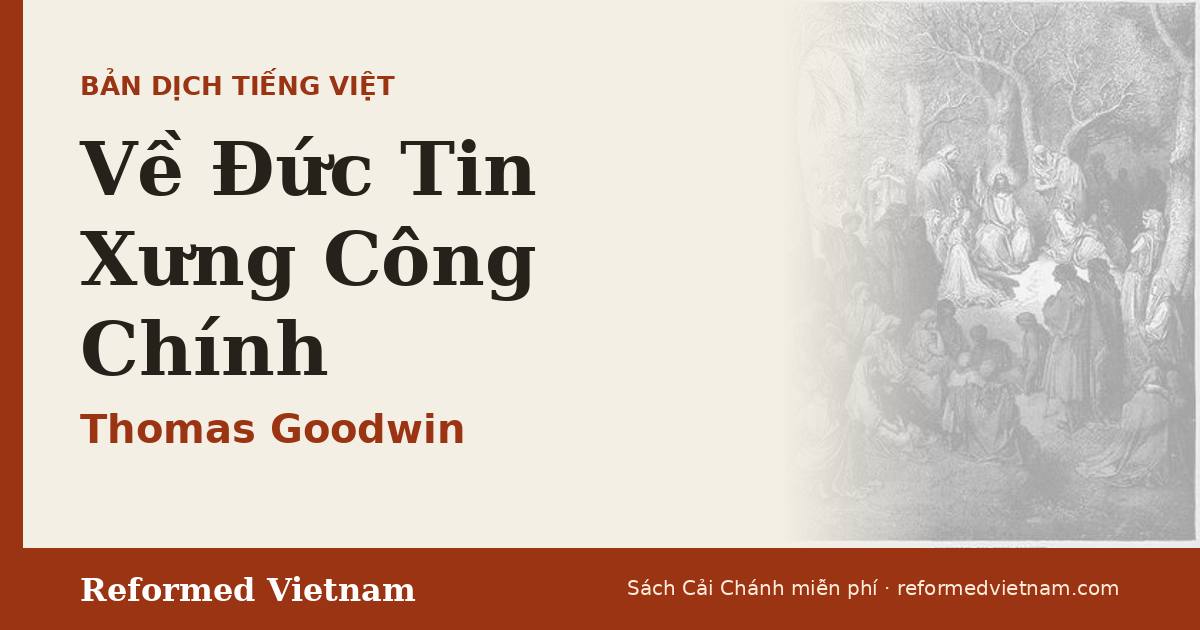 BẢN DỊCH TIẾNG VIỆT
Về Đức Tin
Xưng Công
Chính
Thomas Goodwin
Reformed Vietnam
Sách Cải Chánh miễn phí · reformedvietnam.com